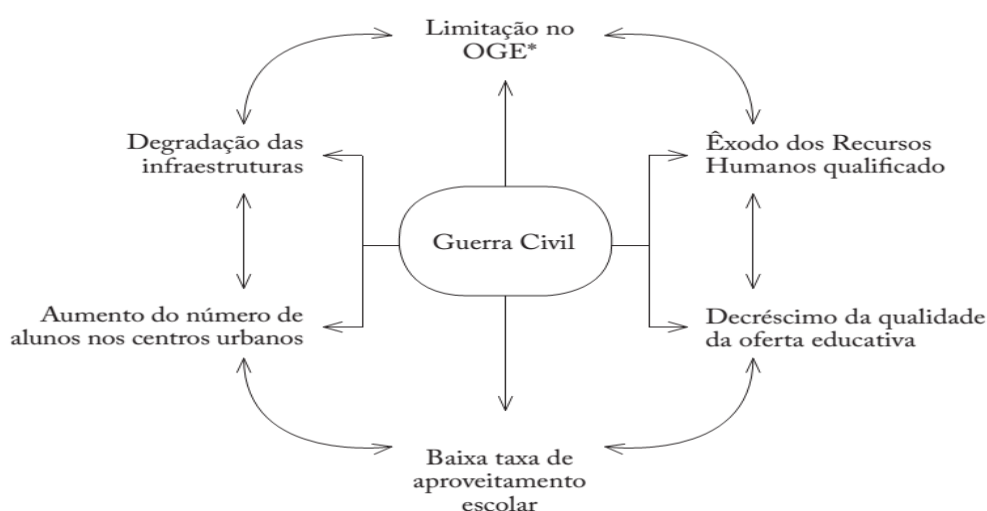 Limitação no
OGE*
Degradação das
infraestruturas
Êxodo dos Recursos
Humanos qualificado
Guerra Civil
Aumento do número de
alunos nos centros urbanos
Decréscimo da qualidade
da oferta educativa
Baixa taxa de
aproveitamento
escolar